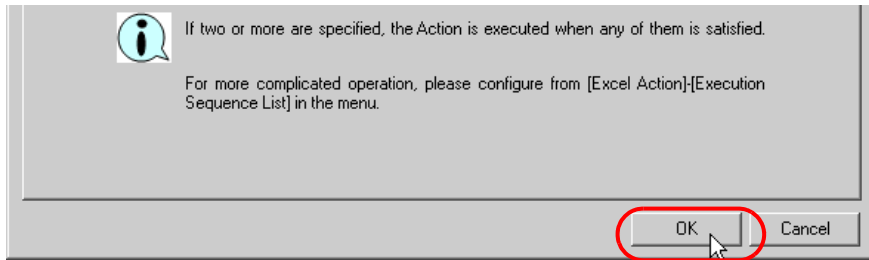 If two or more are specified, the Action is executed when any of them is satisfied.
For more complicated operation, please configure from [Excel Action]-[Execution
Sequence List] in the menu.
OK
Cancel